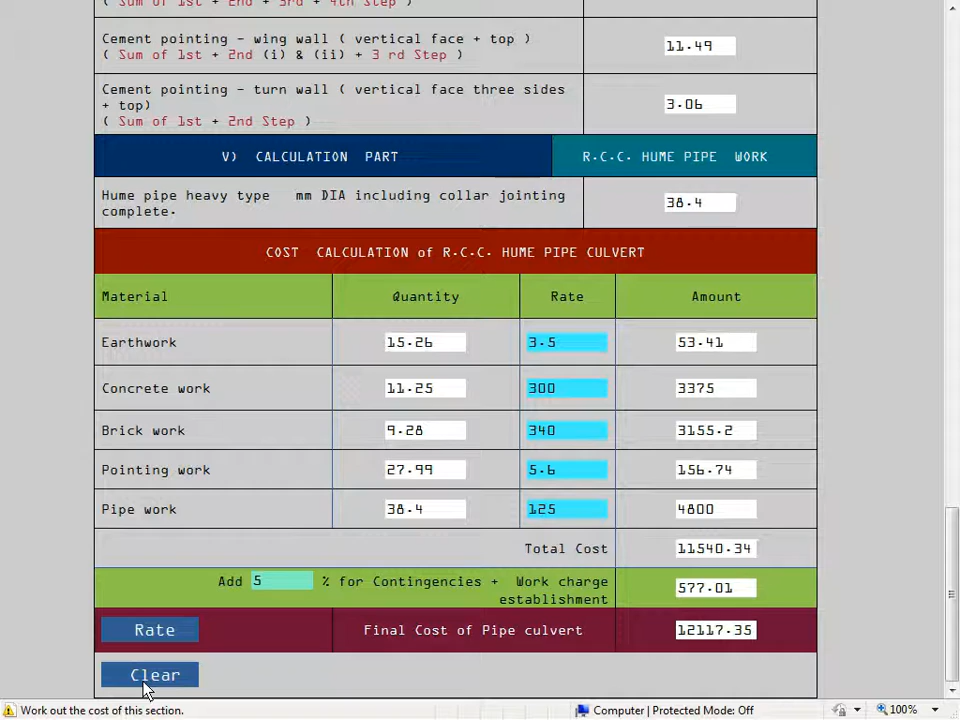 ( Sum of 1st + 2nd + 3rd + 4th Step )
Cement pointing - wing wall ( vertical face + top )
( Sum of 1st + 2nd (i) & (ii) + 3 rd Step )
11.49
Cement pointing - turn wall ( vertical face three sides
+ top)
( Sum of 1st + 2nd Step )
3.06
V) CALCULATION PART
R.C.C. HUME PIPE WORK
Hume pipe heavy type mm DIA including collar jointing
complete.
38.4
COST CALCULATION of R.C.C. HUME PIPE CULVERT
Material Quantity Rate Amount
Earthwork 15.26 3.5 53.41
Concrete work 11.25 300 3375
Brick work 9.28 340 3155.2
Pointing work 27.99 5.6 156.74
Pipe work 38.4 125 4800
Total Cost 11540.34
Add 5 % for Contingencies + Work charge
establishment
577.01
Rate Final Cost of Pipe culvert 12117.35
Clear
Work out the cost of this section.
Computer | Protected Mode: Off
100%